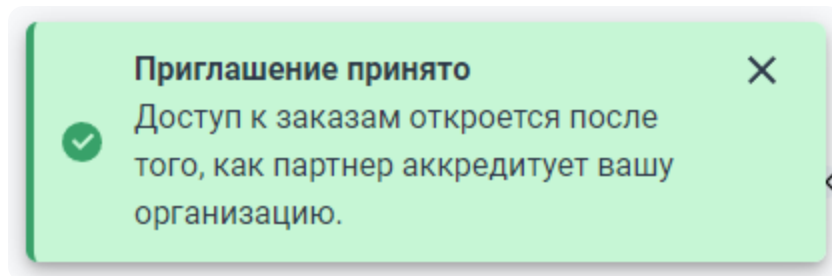 Приглашение принято
Доступ к заказам откроется после
того, как партнер аккредитует вашу
организацию.